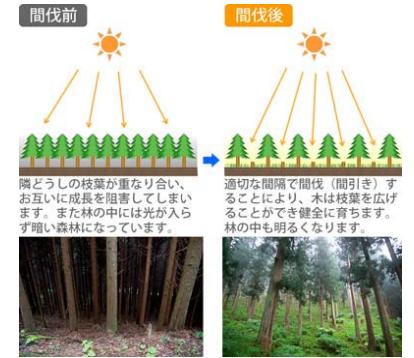 間伐前
隣どうしの枝葉が重なり合い、
お互いに成長を阻害してしまい
ます。また林の中には光が入ら
ず暗い森林になっています。
間伐後
適切な間隔で間伐（間引き）す
ることにより、木は枝葉を広げ
ることができ健全に育ちます。
林の中も明るくなります。